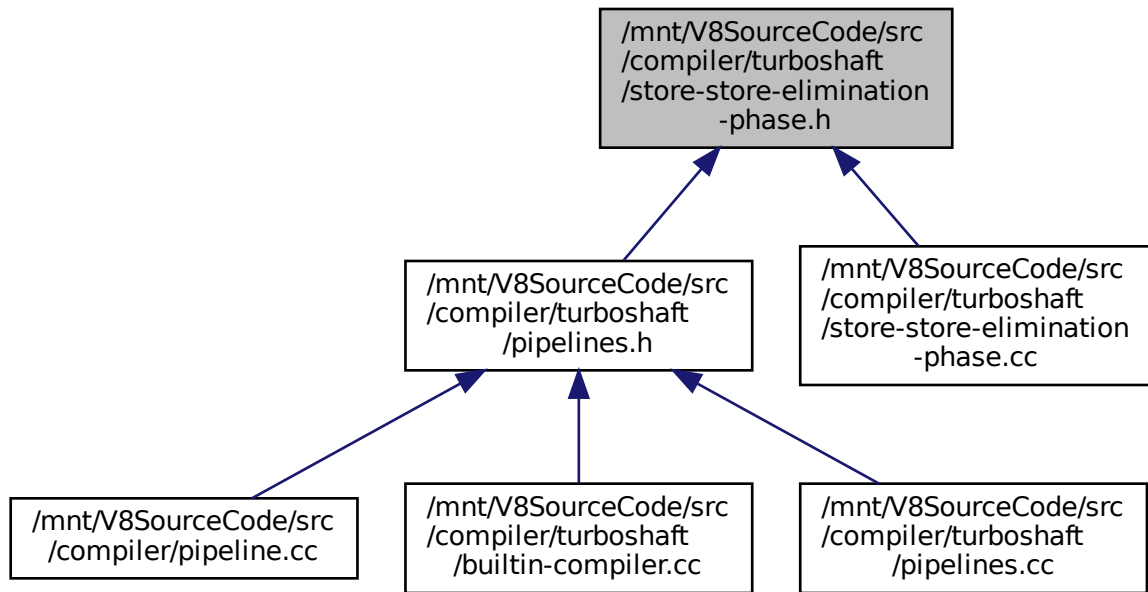 /mnt/V8SourceCode/src
/compiler/turboshaft
/store-store-elimination
-phase.h
/mnt/V8SourceCode/src
/compiler/turboshaft
/pipelines.h
/mnt/V8SourceCode/src
/compiler/turboshaft
/store-store-elimination
-phase.cc
/mnt/V8SourceCode/src
/compiler/pipeline.cc
/mnt/V8SourceCode/src
/compiler/turboshaft
/builtin-compiler.cc
/mnt/V8SourceCode/src
/compiler/turboshaft
/pipelines.cc